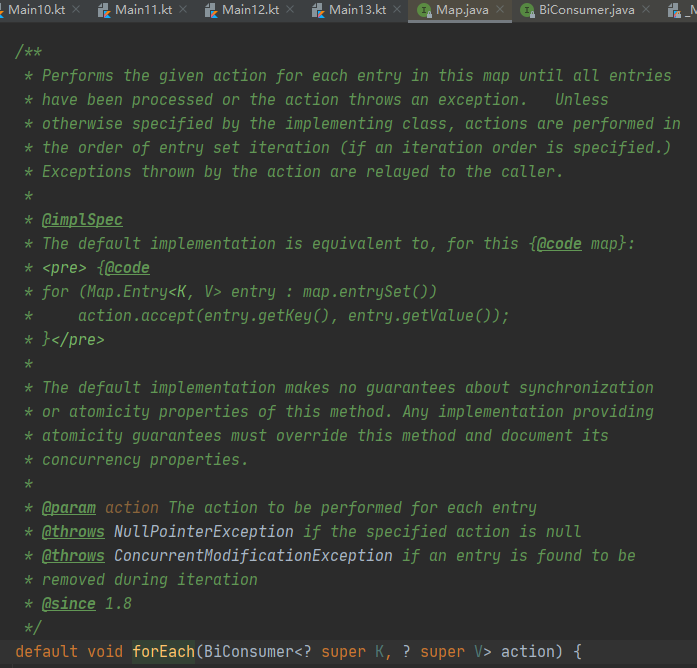 Main10.kt × Main11.kt × Main12.kt × Main13.kt × Map.java × BiConsumer.java ×
/**
* Performs the given action for each entry in this map until all entries
* have been processed or the action throws an exception.   Unless
* otherwise specified by the implementing class, actions are performed in
* the order of entry set iteration (if an iteration order is specified.)
* Exceptions thrown by the action are relayed to the caller.
*
* @implSpec
* The default implementation is equivalent to, for this {@code map}:
* <pre> {@code
* for (Map.Entry<K, V> entry : map.entrySet())
*     action.accept(entry.getKey(), entry.getValue());
* }</pre>
*
* The default implementation makes no guarantees about synchronization
* or atomicity properties of this method. Any implementation providing
* atomicity guarantees must override this method and document its
* concurrency properties.
*
* @param action The action to be performed for each entry
* @throws NullPointerException if the specified action is null
* @throws ConcurrentModificationException if an entry is found to be
* removed during iteration
* @since 1.8
*/
default void forEach(BiConsumer<? super K, ? super V> action) {